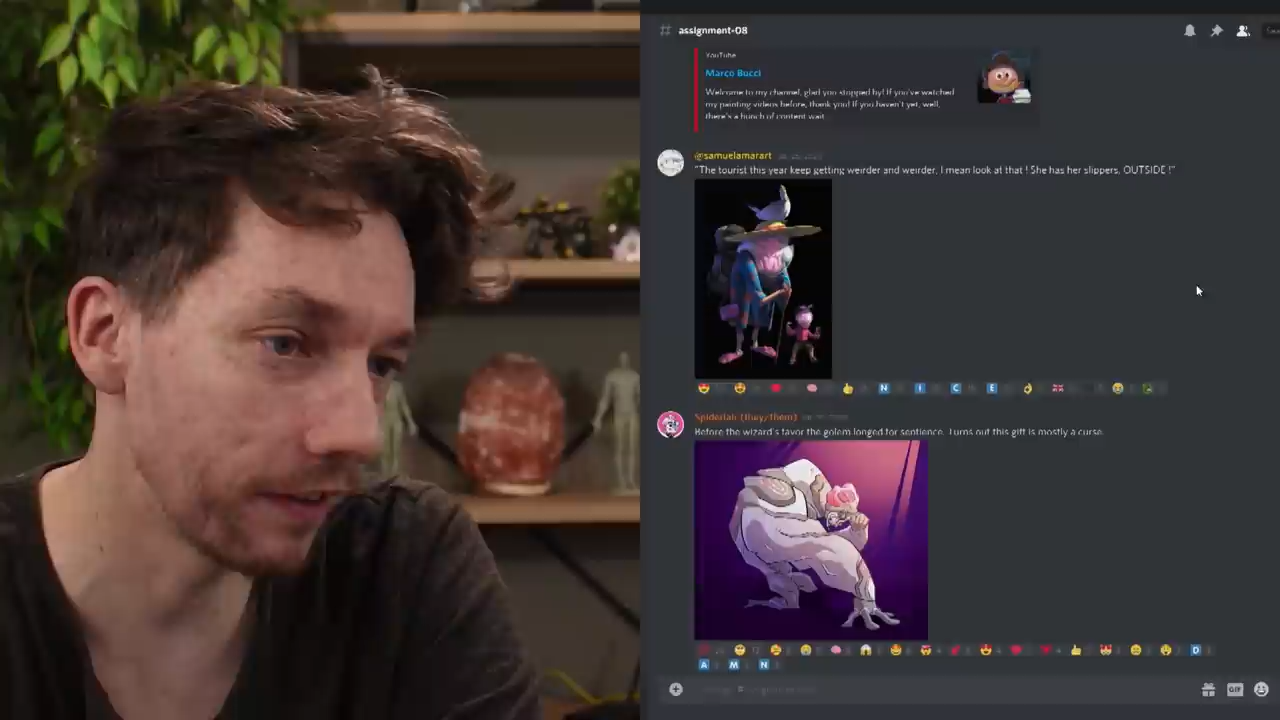 # assignment-08
YouTube
Marco Bucci
Welcome to my channel, glad you stopped by! If you've watched
my painting videos before, thank you! If you haven't yet, well,
there's a bunch of content wait
@samuelamarart
"The tourist this year keep getting weirder and weirder, I mean look at that ! She has her slippers, OUTSIDE !"
N I C E
(they/them)
Before the wizard's favor the golem longed for sentience. Turns out this gift is mostly a curse.
D
A M N
GIF